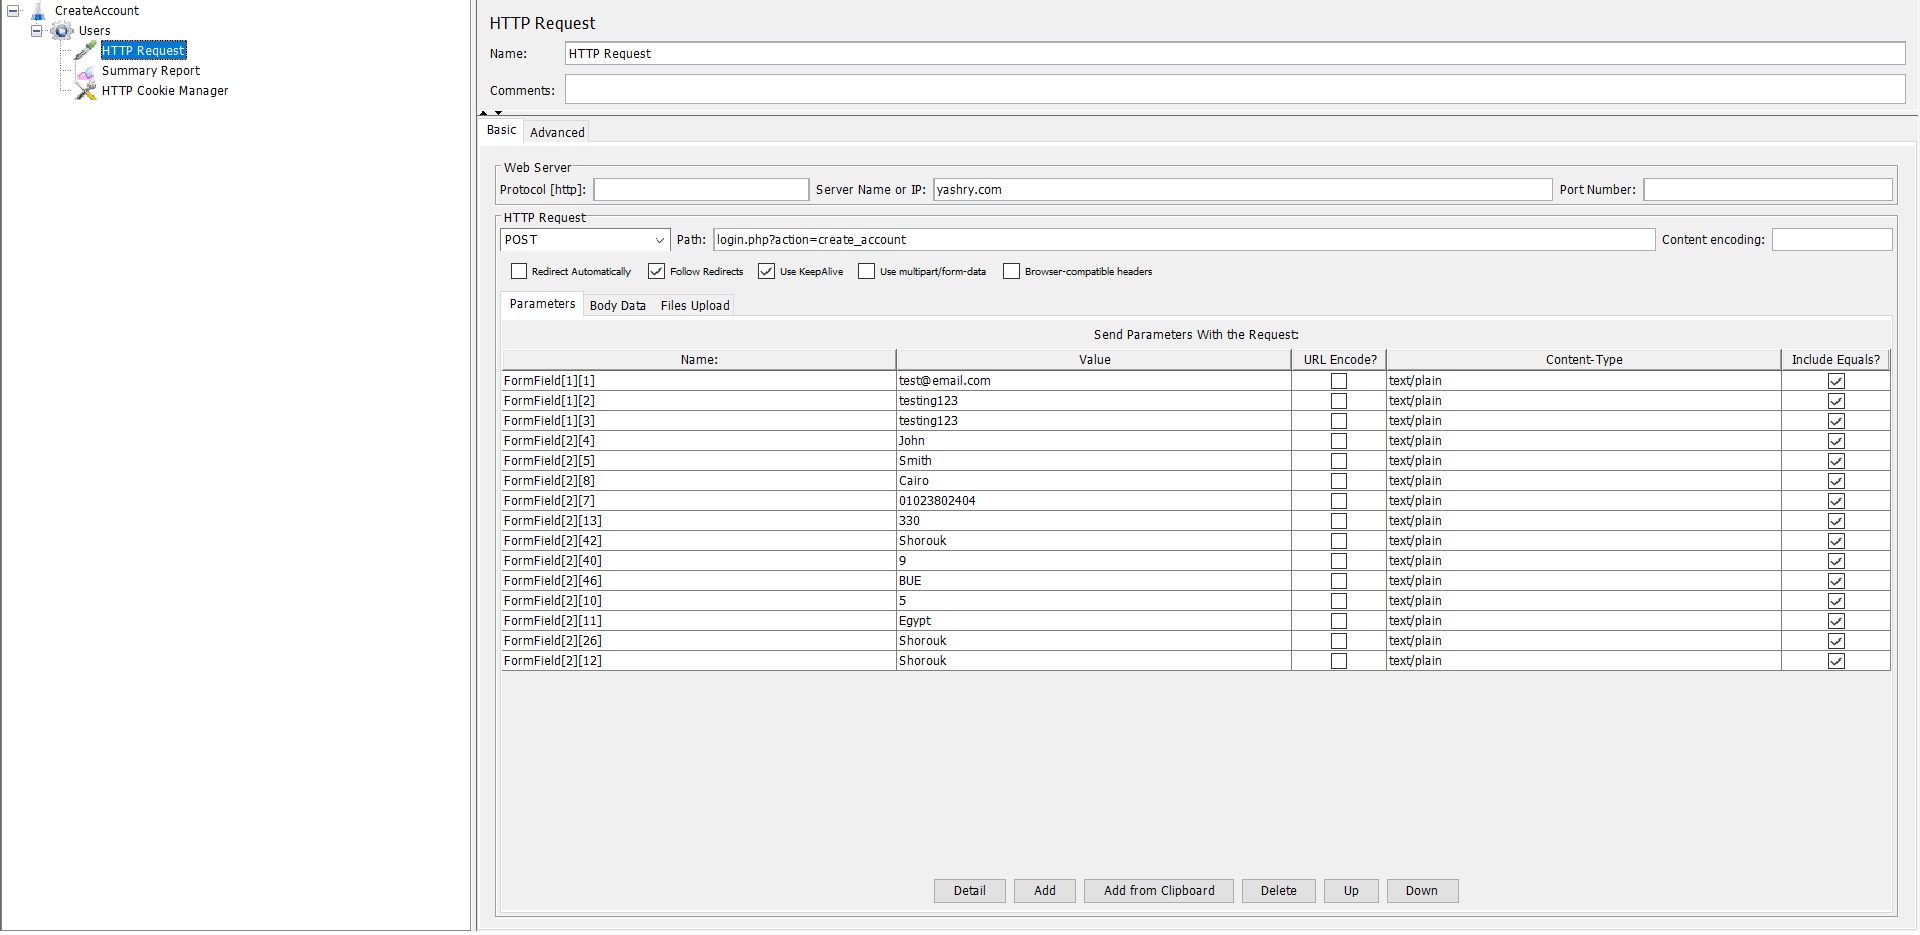 CreateAccount
Users
HTTP Request
Summary Report
HTTP Cookie Manager
HTTP Request
Name: HTTP Request
Comments:
Basic Advanced
Web Server
Protocol [http]: Server Name or IP: yashry.com Port Number:
HTTP Request
POST Path: login.php?action=create_account Content encoding:
Redirect Automatically Follow Redirects Use KeepAlive Use multipart/form-data Browser-compatible headers
Parameters Body Data Files Upload
Send Parameters With the Request:
Name: Value URL Encode? Content-Type Include Equals?
FormField[1][1] test@email.com text/plain
FormField[1][2] testing123 text/plain
FormField[1][3] testing123 text/plain
FormField[2][4] John text/plain
FormField[2][5] Smith text/plain
FormField[2][8] Cairo text/plain
FormField[2][7] 01023802404 text/plain
FormField[2][13] 330 text/plain
FormField[2][42] Shorouk text/plain
FormField[2][40] 9 text/plain
FormField[2][46] BUE text/plain
FormField[2][10] 5 text/plain
FormField[2][11] Egypt text/plain
FormField[2][26] Shorouk text/plain
FormField[2][12] Shorouk text/plain
Detail Add Add from Clipboard Delete Up Down